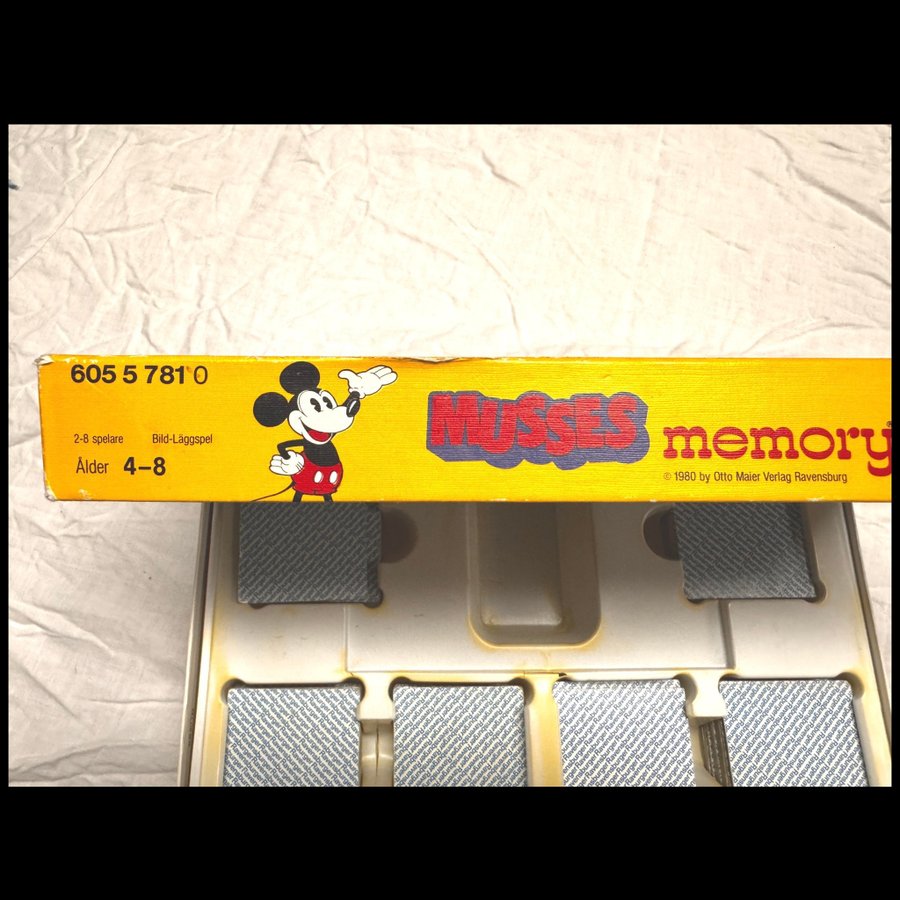 605 5 781 0
2-8 spelare Bild-Läggspel
Ålder 4–8
MUSSES
memory
© 1980 by Otto Maier Verlag Ravensburg